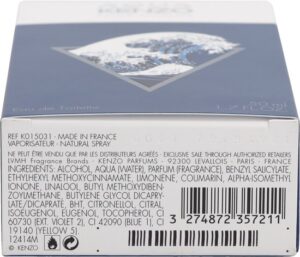 KENZO
Eau de Toilette
REF K015031 - MADE IN FRANCE
VAPORISATEUR - NATURAL SPRAY
NE PEUT ÊTRE VENDU QUE PAR LES DISTRIBUTEURS AGRÉÉS - EXCLUSIVE SALE THROUGH AUTHORIZED RETAILERS
LVMH Fragrance Brands - KENZO PARFUMS - 92300 LEVALLOIS - PARIS - FRANCE
INGREDIENTS: ALCOHOL, AQUA (WATER), PARFUM (FRAGRANCE), BENZYL SALICYLATE,
ETHYLHEXYL METHOXYCINNAMATE, LIMONENE, COUMARIN, ALPHA-ISOMETHYL
IONONE, LINALOOL, BUTYL METHOXYDIBEN-
ZOYLMETHANE, BUTYLENE GLYCOL DICAPRY-
LATE/DICAPRATE, BHT, CITRONELLOL, CITRAL,
ISOEUGENOL, EUGENOL, TOCOPHEROL, CI
60730 (EXT. VIOLET 2), CI 42090 (BLUE 1), CI
19140 (YELLOW 5).
12414M
© KENZO
3 274872 357211